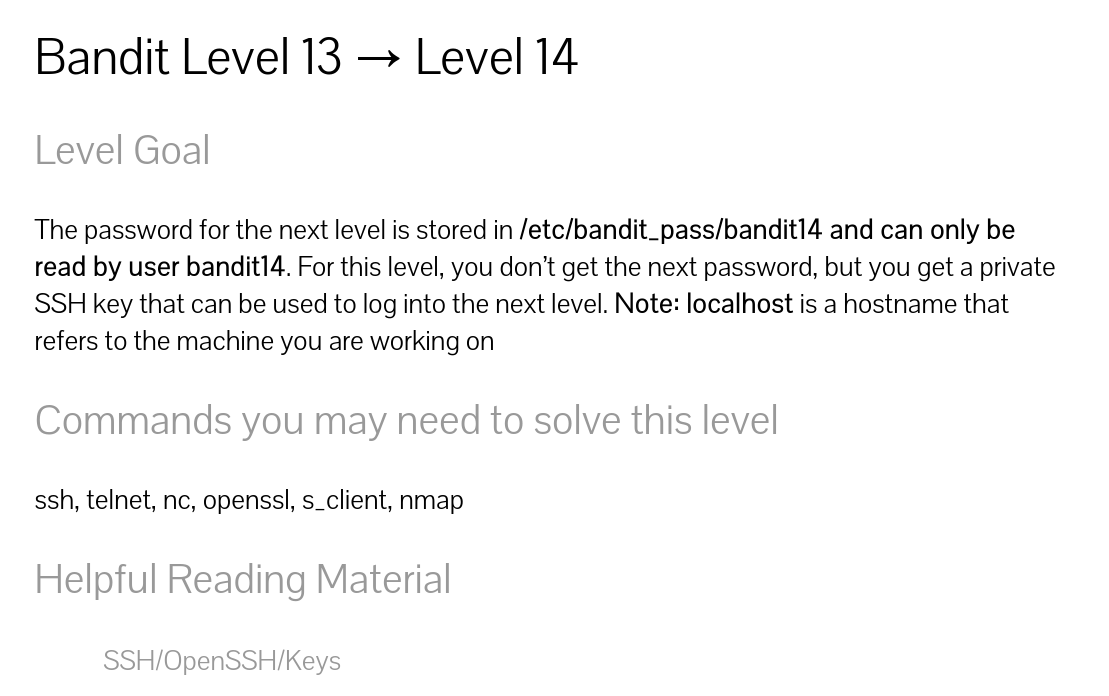 Bandit Level 13 → Level 14
Level Goal
The password for the next level is stored in /etc/bandit_pass/bandit14 and can only be
read by user bandit14. For this level, you don’t get the next password, but you get a private
SSH key that can be used to log into the next level. Note: localhost is a hostname that
refers to the machine you are working on
Commands you may need to solve this level
ssh, telnet, nc, openssl, s_client, nmap
Helpful Reading Material
SSH/OpenSSH/Keys